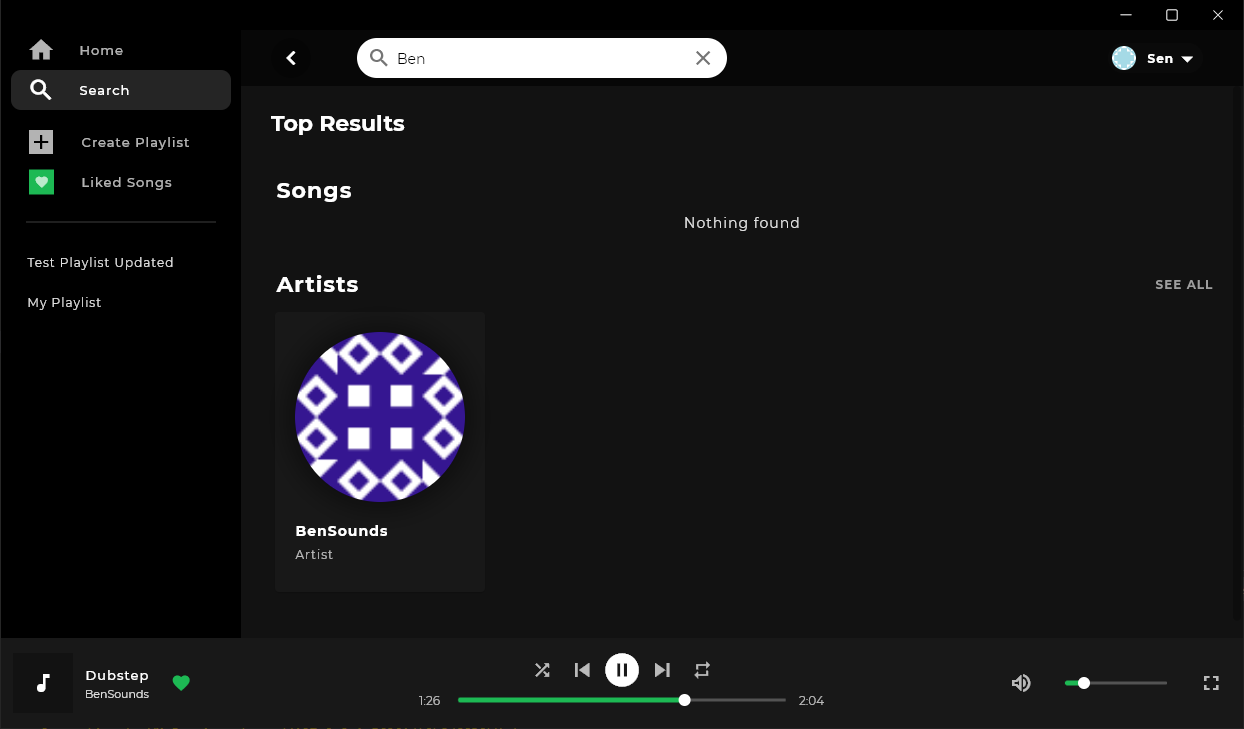 Home
Search
Create Playlist
Liked Songs
Test Playlist Updated
My Playlist
Ben
Sen
Top Results
Songs
Nothing found
Artists
SEE ALL
BenSounds
Artist
Dubstep
BenSounds
1:26
2:04